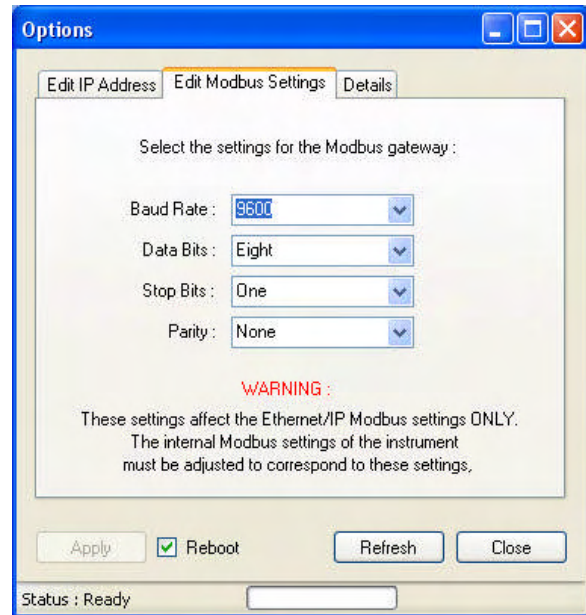 Options
Edit IP Address Edit Modbus Settings Details
Select the settings for the Modbus gateway :
Baud Rate : 9600
Data Bits : Eight
Stop Bits : One
Parity : None
WARNING :
These settings affect the Ethernet/IP Modbus settings ONLY.
The internal Modbus settings of the instrument
must be adjusted to correspond to these settings,
Apply Reboot Refresh Close
Status : Ready